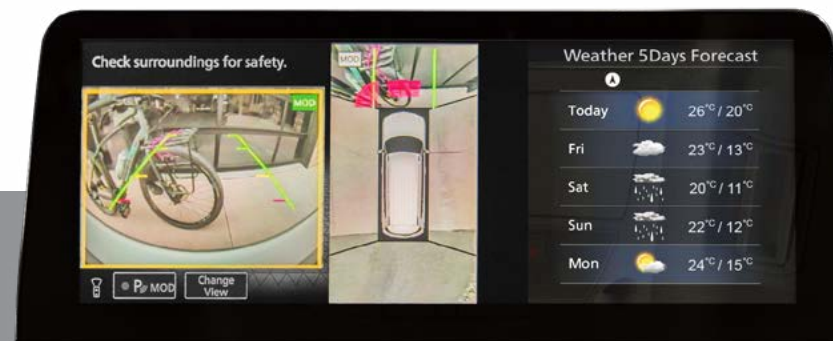 Check surroundings for safety.
MOD
P MOD
Change
View
MOD
Weather 5Days Forecast
Today 26°C / 20°C
Fri 23°C / 13°C
Sat 20°C / 11°C
Sun 22°C / 12°C
Mon 24°C / 15°C